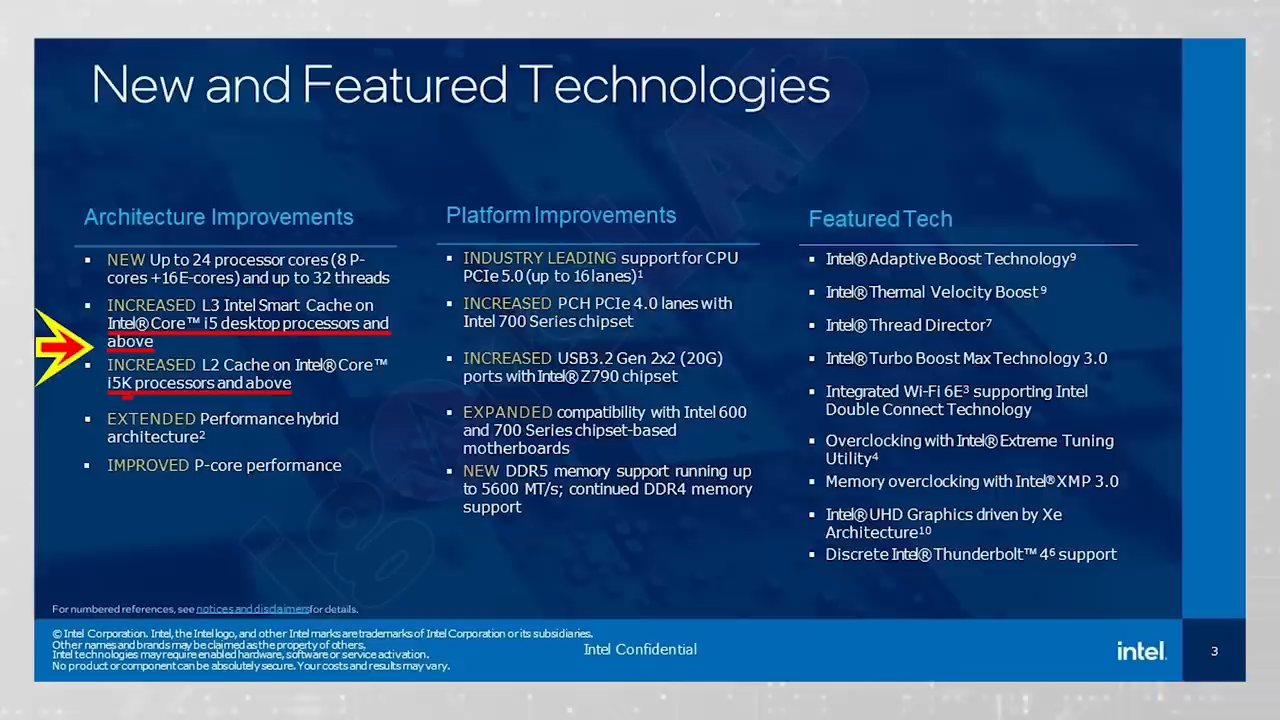 New and Featured Technologies
Architecture Improvements
▪ NEW Up to 24 processor cores (8 P-
cores +16E-cores) and up to 32 threads
▪ INCREASED L3 Intel Smart Cache on
Intel® Core™ i5 desktop processors and
above
▪ INCREASED L2 Cache on Intel® Core™
i5K processors and above
▪ EXTENDED Performance hybrid
architecture²
▪ IMPROVED P-core performance
Platform Improvements
▪ INDUSTRY LEADING support for CPU
PCIe 5.0 (up to 16 lanes)¹
▪ INCREASED PCH PCIe 4.0 lanes with
Intel 700 Series chipset
▪ INCREASED USB3.2 Gen 2x2 (20G)
ports with Intel® Z790 chipset
▪ EXPANDED compatibility with Intel 600
and 700 Series chipset-based
motherboards
▪ NEW DDR5 memory support running up
to 5600 MT/s; continued DDR4 memory
support
Featured Tech
▪ Intel® Adaptive Boost Technology⁹
▪ Intel® Thermal Velocity Boost⁹
▪ Intel® Thread Director⁷
▪ Intel® Turbo Boost Max Technology 3.0
▪ Integrated Wi-Fi 6E³ supporting Intel
Double Connect Technology
▪ Overclocking with Intel® Extreme Tuning
Utility⁴
▪ Memory overclocking with Intel® XMP 3.0
▪ Intel® UHD Graphics driven by Xe
Architecture¹⁰
▪ Discrete Intel® Thunderbolt™ 4⁶ support
For numbered references, see notices and disclaimers for details.
© Intel Corporation. Intel, the Intel logo, and other Intel marks are trademarks of Intel Corporation or its subsidiaries.
Other names and brands may be claimed as the property of others.
Intel technologies may require enabled hardware, software or service activation.
No product or component can be absolutely secure. Your costs and results may vary.
Intel Confidential
intel.
3